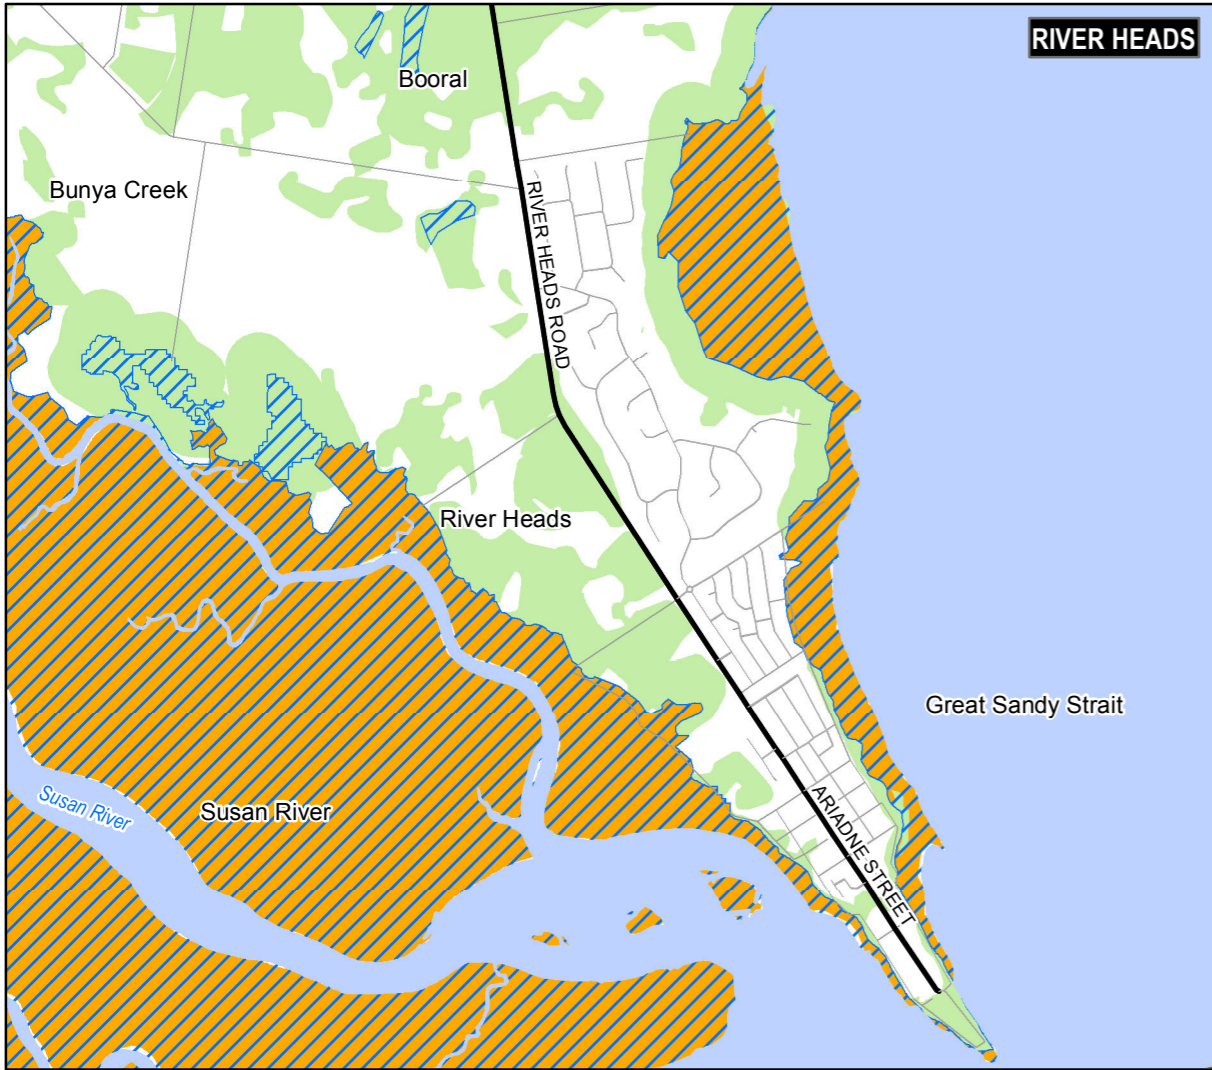 RIVER HEADS
Booral
Bunya Creek
RIVER HEADS ROAD
River Heads
Great Sandy Strait
Susan River
Susan River
ARIADNE STREET